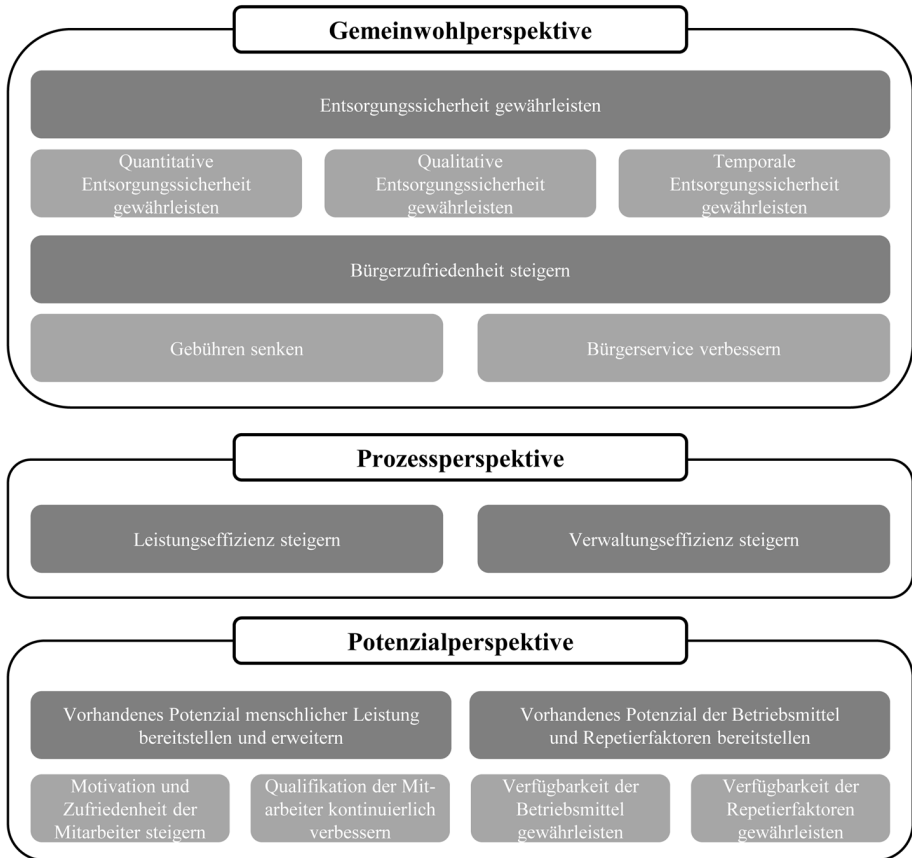 Gemeinwohlperspektive
Entsorgungssicherheit gewährleisten
Quantitative
Entsorgungssicherheit
gewährleisten
Qualitative
Entsorgungssicherheit
gewährleisten
Temporale
Entsorgungssicherheit
gewährleisten
Bürgerzufriedenheit steigern
Gebühren senken
Bürgerservice verbessern
Prozessperspektive
Leistungseffizienz steigern
Verwaltungseffizienz steigern
Potenzialperspektive
Vorhandenes Potenzial menschlicher Leistung
bereitstellen und erweitern
Vorhandenes Potenzial der Betriebsmittel
und Repetierfaktoren bereitstellen
Motivation und
Zufriedenheit der
Mitarbeiter steigern
Qualifikation der Mit-
arbeiter kontinuierlich
verbessern
Verfügbarkeit der
Betriebsmittel
gewährleisten
Verfügbarkeit der
Repetierfaktoren
gewährleisten